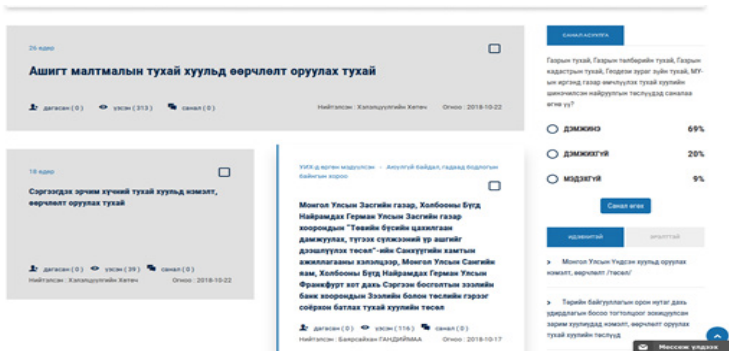 26 өдөр
Ашигт малтмалын тухай хуульд өөрчлөлт оруулах тухай
дагасан ( 0 ) үзсэн ( 313 ) санал ( 0 )
Нийтэлсэн : Хэлэлцүүлгийн Хөтөч Огноо : 2018-10-22
18 өдөр
Сэргээгдэх эрчим хүчний тухай хуульд нэмэлт,
өөрчлөлт оруулах тухай
дагасан ( 0 ) үзсэн ( 39 ) санал ( 0 )
Нийтэлсэн : Хэлэлцүүлгийн Хөтөч Огноо : 2018-10-22
УИХ-д өргөн мэдүүлсэн - Аюулгүй байдал, гадаад бодлогын
байнгын хороо
Монгол Улсын Засгийн газар, Холбооны Бүгд
Найрамдах Герман Улсын Засгийн газар
хоорондын "Төвийн бүсийн цахилгаан
дамжуулах, түгээх сүлжээний үр ашгийг
дээшлүүлэх төсөл"-ийн Санхүүгийн хамтын
ажиллагааны хэлэлцээр, Монгол Улсын Сангийн
яам, Холбооны Бүгд Найрамдах Герман Улсын
Франкфурт хот дахь Сэргээн босголтын зээлийн
банк хоорондын Зээлийн болон төслийн гэрээг
соёрхон батлах тухай хуулийн төсөл
дагасан ( 0 ) үзсэн ( 116 ) санал ( 0 )
Нийтэлсэн : Баярсайхан ГАНДИЙМАА Огноо : 2018-10-17
САНАЛ АСУУЛГА
Газрын тухай, Газрын төлбөрийн тухай, Газрын
кадастрын тухай, Геодези зураг зүйн тухай, МУ-
ын иргэнд газар өмчлүүлэх тухай хуулийн
шинэчилсэн найруулгын төслүүдэд саналаа
өгнө үү?
ДЭМЖИНЭ 69%
ДЭМЖИХГҮЙ 20%
МЭДЭХГҮЙ 9%
Санал өгөх
ИДЭВХИТЭЙ ЭРЭЛТТЭЙ
Монгол Улсын Үндсэн хуульд оруулах
нэмэлт, өөрчлөлт /төсөл/
Төрийн байгууллагын орон нутаг дахь
удирдлагын босоо тогтолцоог зохицуулсан
зарим хуулиудад нэмэлт, өөрчлөлт оруулах
тухай хуулийн төслүүд
Мессеж үлдээх